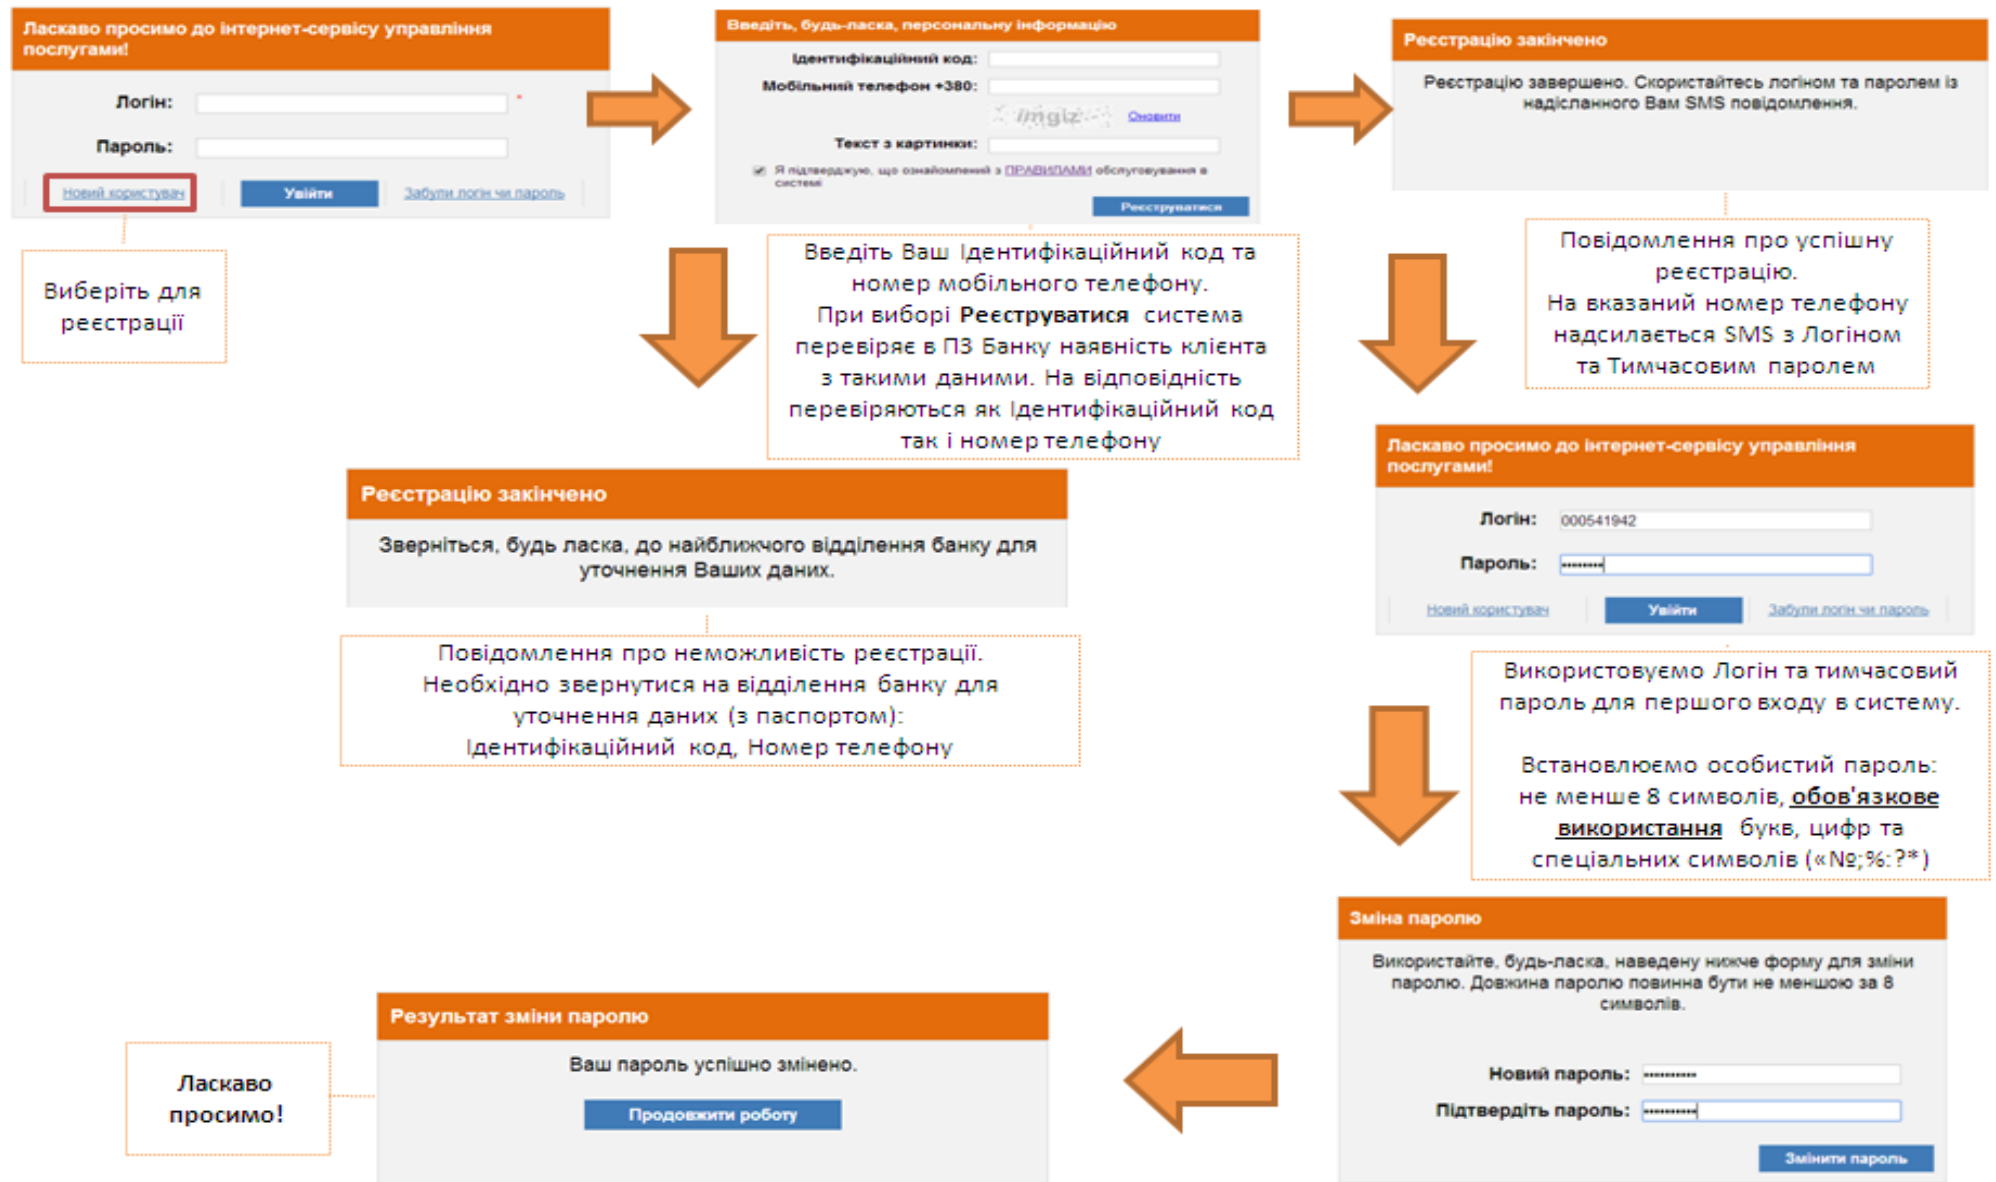 Ласкаво просимо до інтернет-сервісу управління
послугами!
Логін:
*
Пароль:
Новий користувач
Увійти
Забули логін чи пароль
Виберіть для
реєстрації
Введіть, будь-ласка, персональну інформацію
Ідентифікаційний код:
Мобільний телефон +380:
Оновити
Текст з картинки:
Я підтверджую, що ознайомлений з ПРАВИЛАМИ обслуговування в
системі
Реєструватися
Введіть Ваш Ідентифікаційний код та
номер мобільного телефону.
При виборі Реєструватися система
перевіряє в ПЗ Банку наявність клієнта
з такими даними. На відповідність
перевіряються як Ідентифікаційний код
так і номер телефону
Реєстрацію закінчено
Реєстрацію завершено. Скористайтесь логіном та паролем із
надісланного Вам SMS повідомлення.
Повідомлення про успішну
реєстрацію.
На вказаний номер телефону
надсилається SMS з Логіном
та Тимчасовим паролем
Реєстрацію закінчено
Зверніться, будь ласка, до найближчого відділення банку для
уточнення Ваших даних.
Повідомлення про неможливість реєстрації.
Необхідно звернутися на відділення банку для
уточнення даних (з паспортом):
Ідентифікаційний код, Номер телефону
Ласкаво просимо до інтернет-сервісу управління
послугами!
Логін: 000541942
Пароль: ••••••••
Новий користувач
Увійти
Забули логін чи пароль
Використовуємо Логін та тимчасовий
пароль для першого входу в систему.
Встановлюємо особистий пароль:
не менше 8 символів, обов'язкове
використання букв, цифр та
спеціальних символів («№;%:?*)
Зміна паролю
Використайте, будь-ласка, наведену нижче форму для зміни
паролю. Довжина паролю повинна бути не меншою за 8
символів.
Новий пароль: ••••••••••
Підтвердіть пароль: ••••••••••
Змінити пароль
Результат зміни паролю
Ваш пароль успішно змінено.
Продовжити роботу
Ласкаво
просимо!